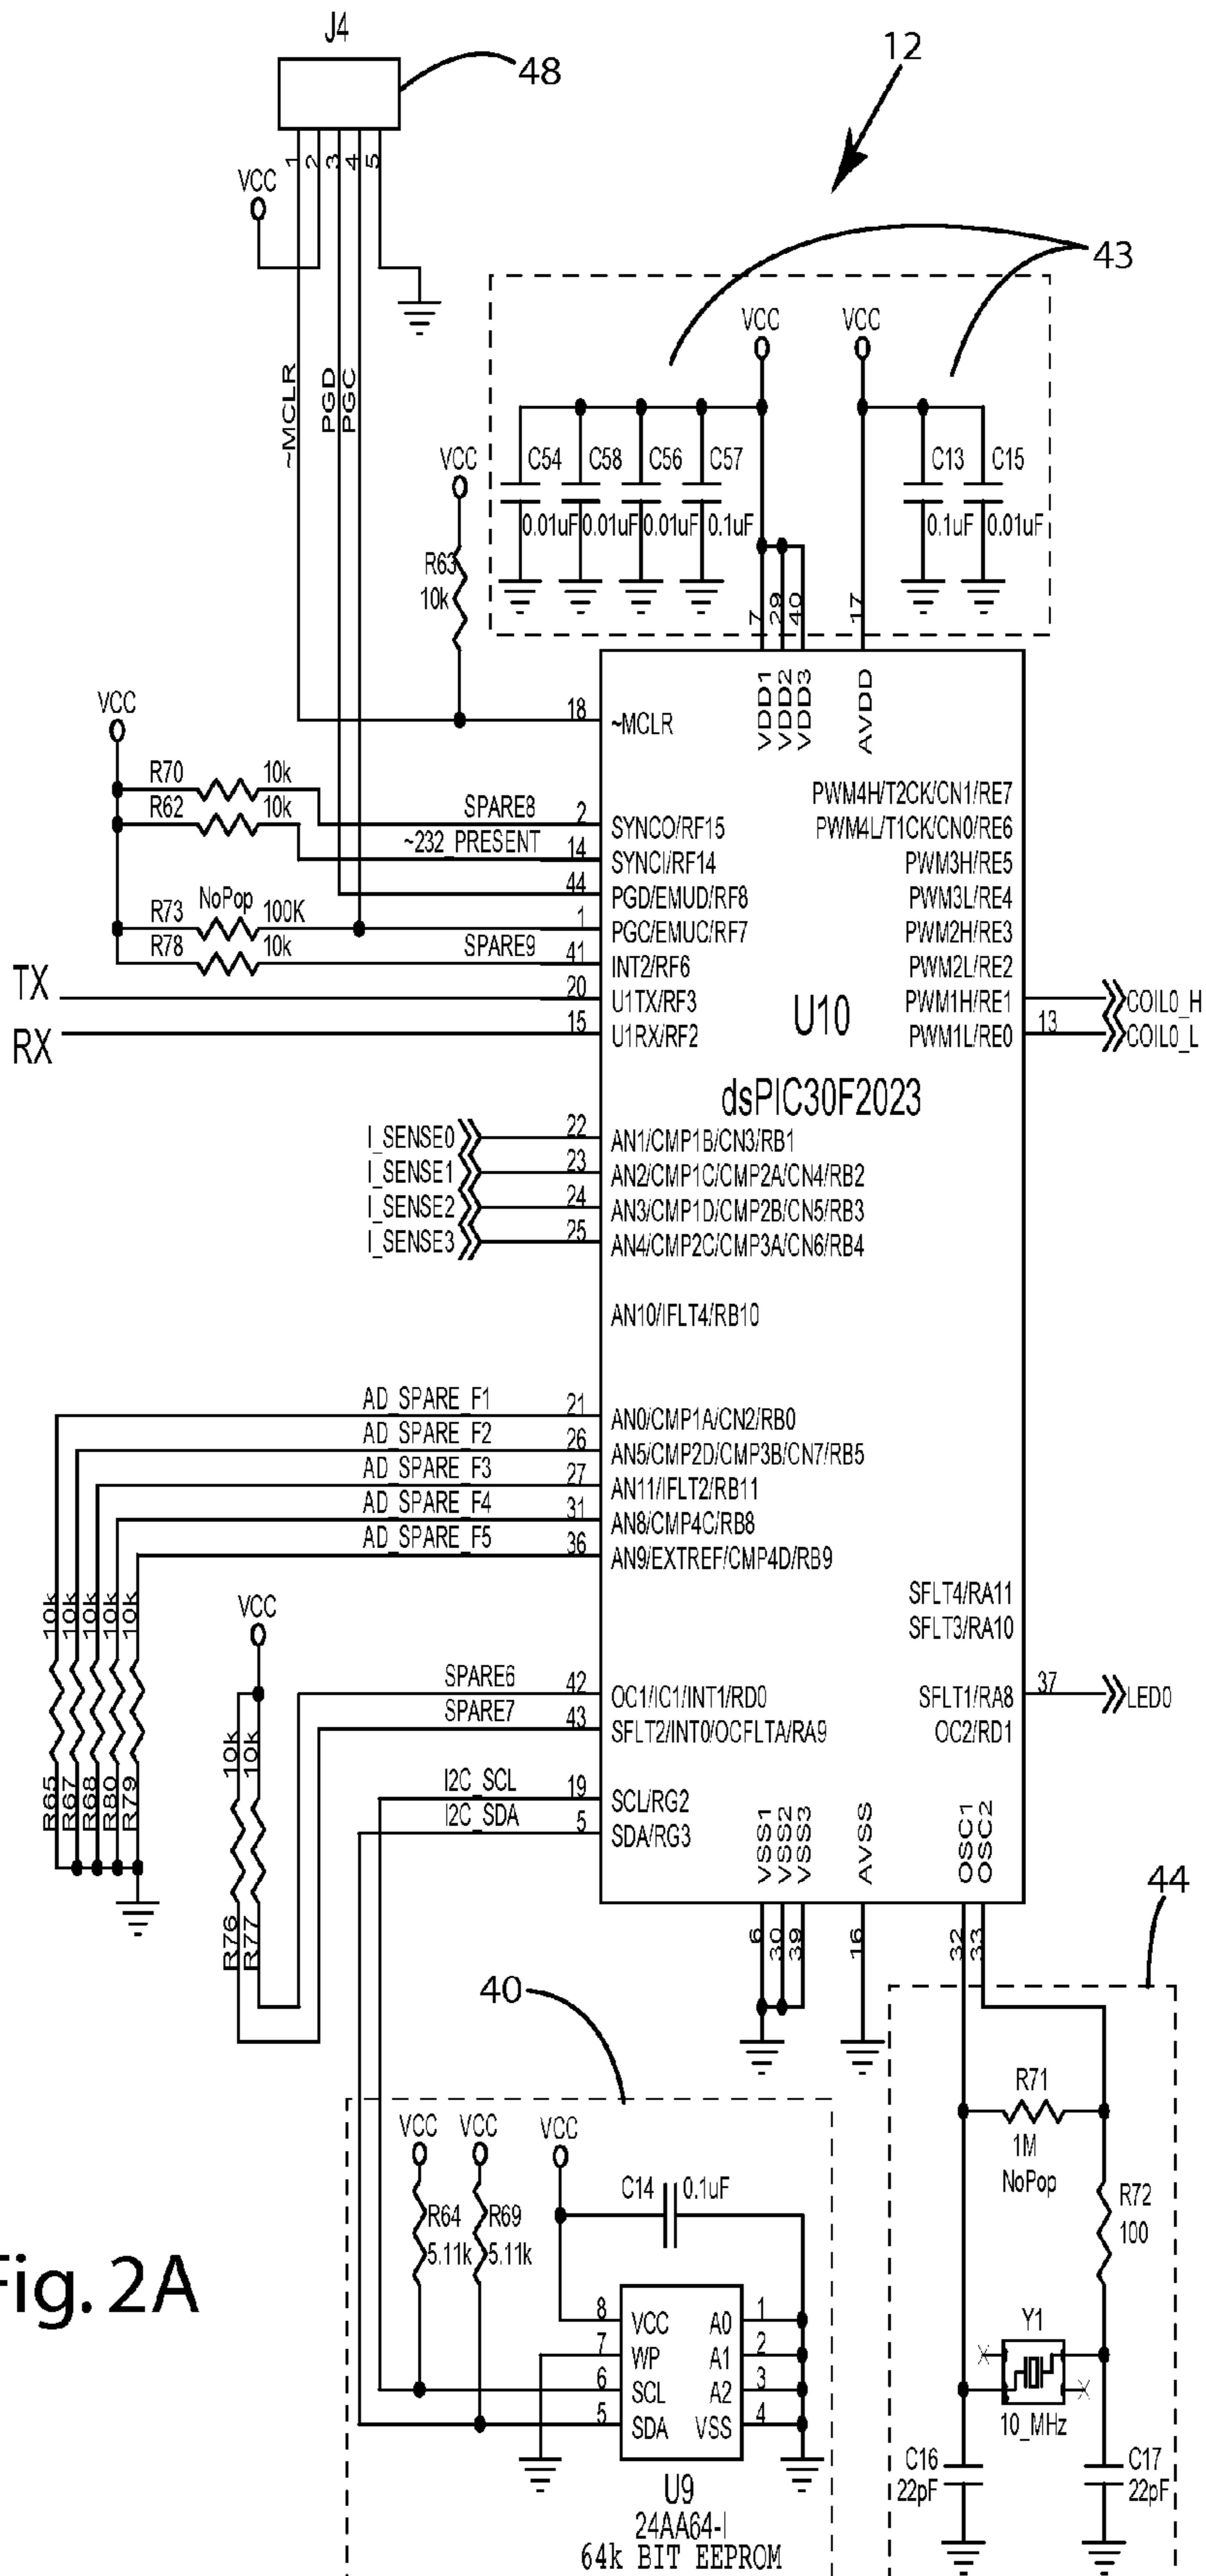 J4
48
12
1 2 3 4 5
VCC
43
VCC VCC
~MCLR
PGD
PGC
VCC
C54 C58 C56 C57 C13 C15
0.01uF 0.01uF 0.01uF 0.1uF 0.1uF 0.01uF
R63
10k
7 29 40 17
VDD1 VDD2 VDD3 AVDD
18 ~MCLR
VCC
R70 10k
R62 10k
PWM4H/T2CK/CN1/RE7
SPARE8 2 SYNCO/RF15 PWM4L/T1CK/CN0/RE6
~232_PRESENT 14 SYNCI/RF14 PWM3H/RE5
44 PGD/EMUD/RF8 PWM3L/RE4
NoPop
R73 100K 1 PGC/EMUC/RF7 PWM2H/RE3
R78 10k SPARE9 41 INT2/RF6 PWM2L/RE2
TX 20 U1TX/RF3 PWM1H/RE1 COIL0_H
RX 15 U1RX/RF2 PWM1L/RE0 13 COIL0_L
U10
dsPIC30F2023
I_SENSE0 22 AN1/CMP1B/CN3/RB1
I_SENSE1 23 AN2/CMP1C/CMP2A/CN4/RB2
I_SENSE2 24 AN3/CMP1D/CMP2B/CN5/RB3
I_SENSE3 25 AN4/CMP2C/CMP3A/CN6/RB4
AN10/IFLT4/RB10
AD_SPARE_F1 21 AN0/CMP1A/CN2/RB0
AD_SPARE_F2 26 AN5/CMP2D/CMP3B/CN7/RB5
AD_SPARE_F3 27 AN11/IFLT2/RB11
AD_SPARE_F4 31 AN8/CMP4C/RB8
AD_SPARE_F5 36 AN9/EXTREF/CMP4D/RB9
SFLT4/RA11
SFLT3/RA10
10k 10k 10k 10k 10k
VCC
SPARE6 42 OC1/IC1/INT1/RD0 SFLT1/RA8 37 LED0
SPARE7 43 SFLT2/INT0/OCFLTA/RA9 OC2/RD1
10k 10k
R65 R67 R68 R80 R79
I2C_SCL 19 SCL/RG2
I2C_SDA 5 SDA/RG3
VSS1 VSS2 VSS3 AVSS OSC1 OSC2
R76 R77
6 30 39 16 32 33
44
40
VCC VCC VCC
C14 0.1uF
R64 R69
5.11k 5.11k
R71
1M
NoPop
R72
100
8 VCC A0 1
7 WP A1 2
6 SCL A2 3
5 SDA VSS 4
U9
24AA64-I
64k BIT EEPROM
Y1
X X
10_MHz
C16 C17
22pF 22pF
Fig. 2A